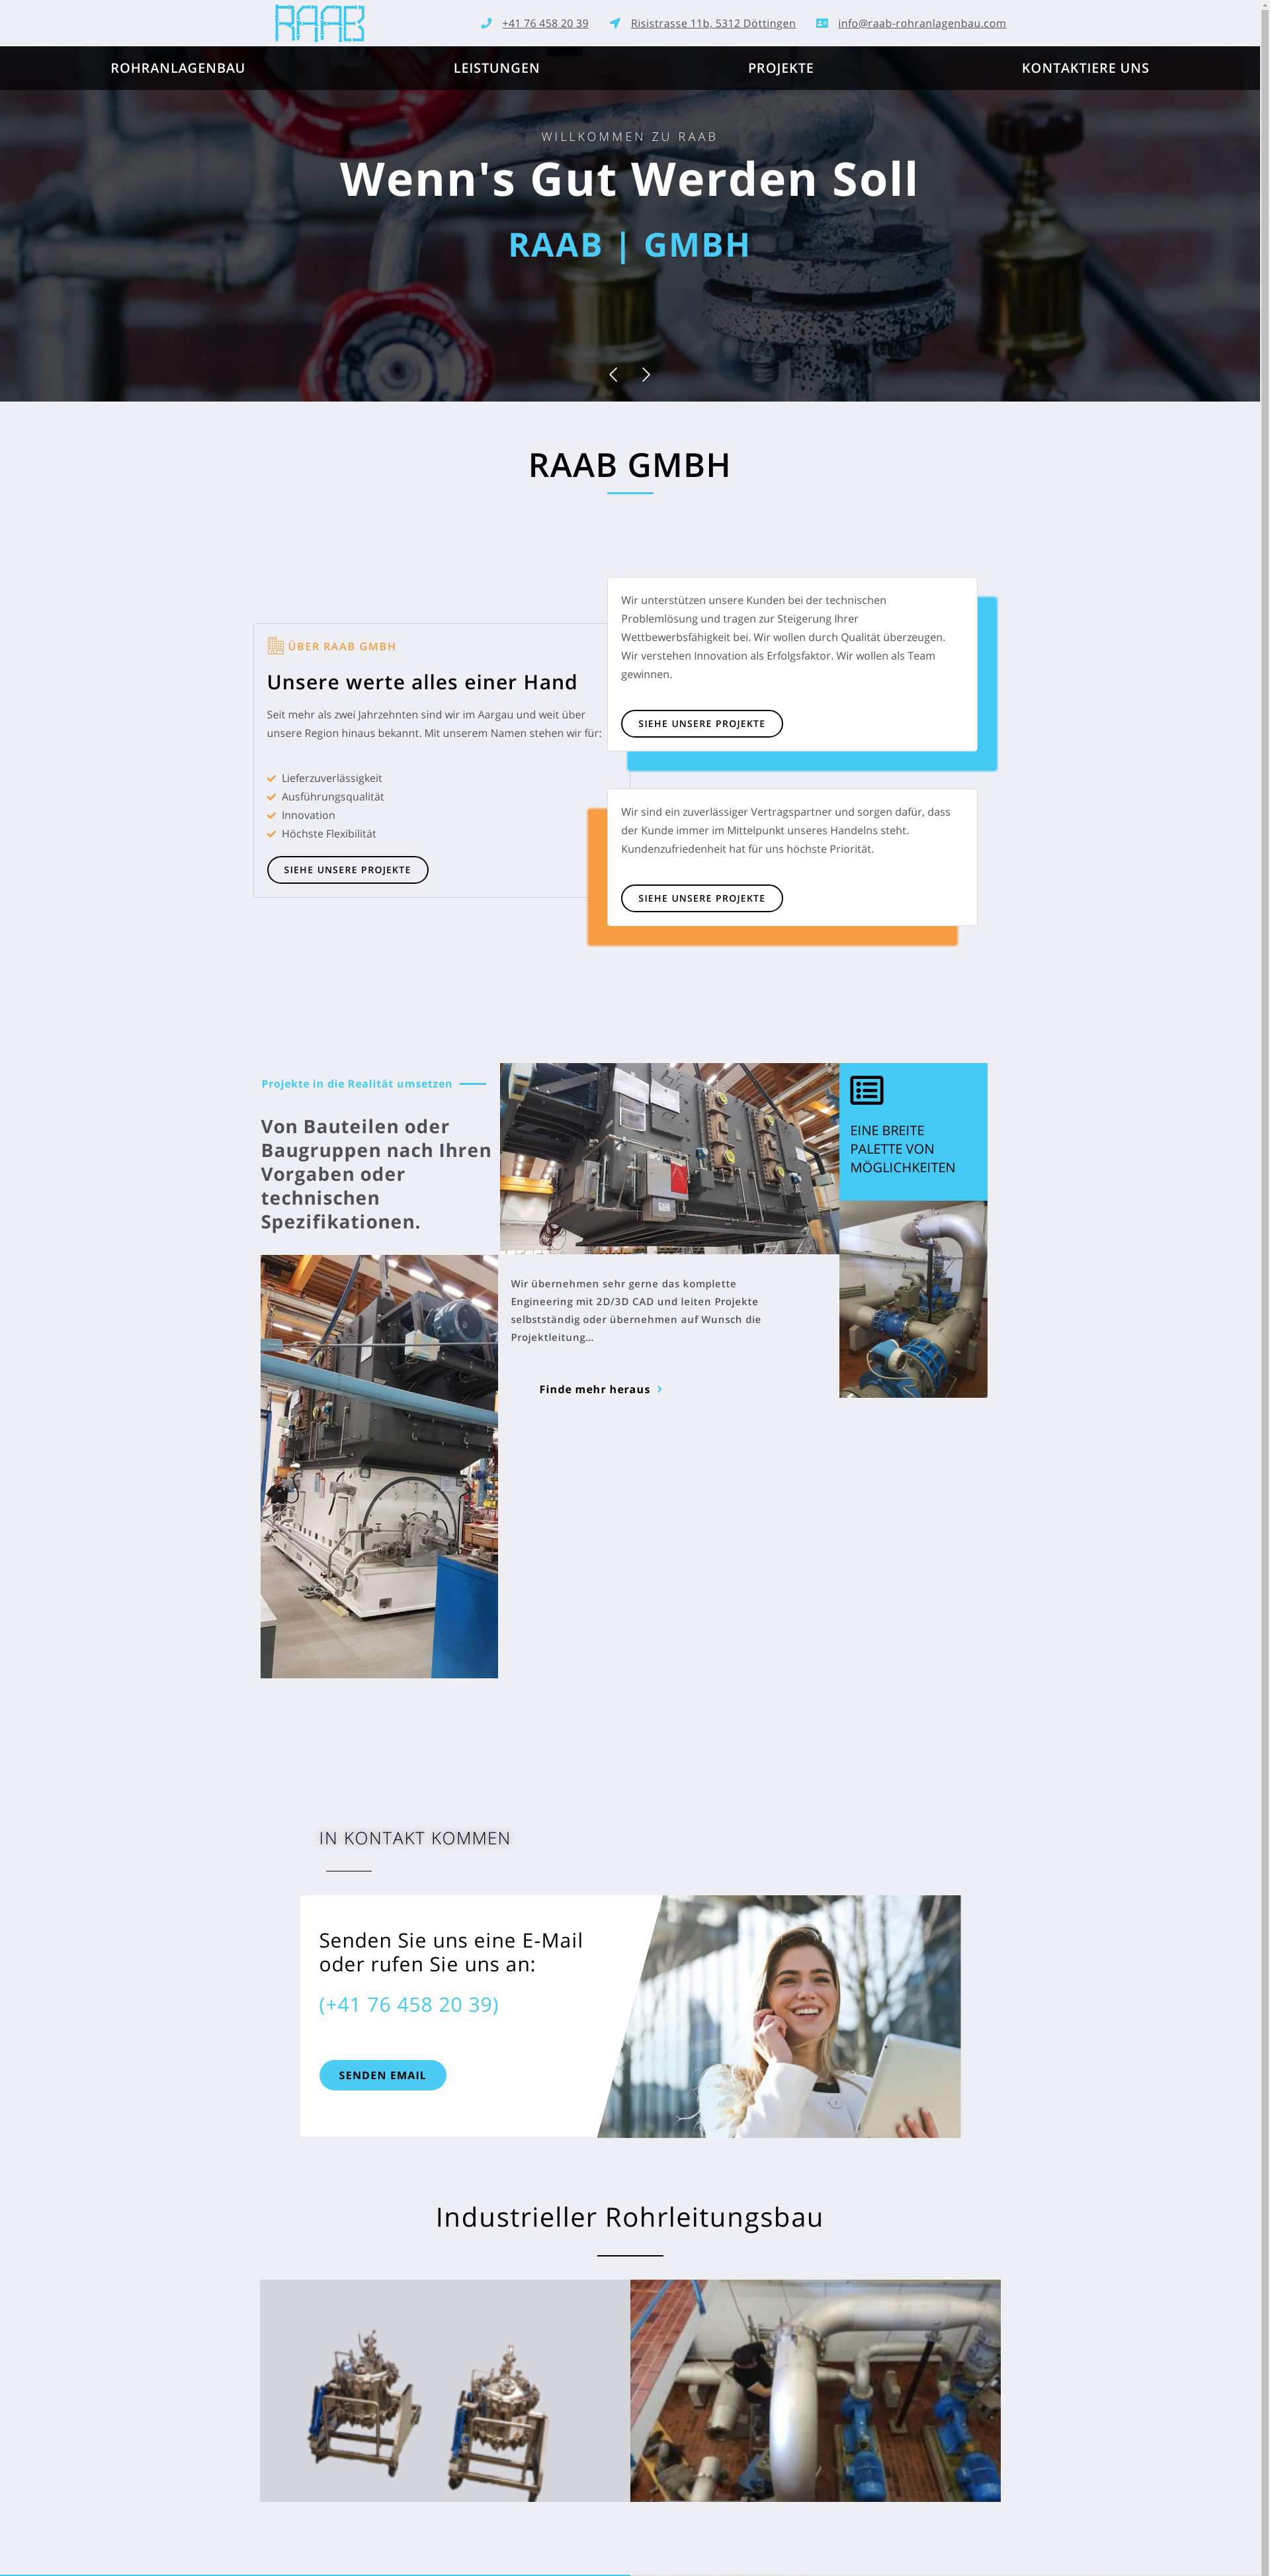 RAAB
+41 76 458 20 39
Risistrasse 11b, 5312 Döttingen
info@raab-rohranlagenbau.com
ROHRANLAGENBAU
LEISTUNGEN
PROJEKTE
KONTAKTIERE UNS
WILLKOMMEN ZU RAAB
Wenn's Gut Werden Soll
RAAB | GMBH
RAAB GMBH
ÜBER RAAB GMBH
Unsere werte alles einer Hand
Seit mehr als zwei Jahrzehnten sind wir im Aargau und weit über
unsere Region hinaus bekannt. Mit unserem Namen stehen wir für:
Lieferzuverlässigkeit
Ausführungsqualität
Innovation
Höchste Flexibilität
SIEHE UNSERE PROJEKTE
Wir unterstützen unsere Kunden bei der technischen
Problemlösung und tragen zur Steigerung Ihrer
Wettbewerbsfähigkeit bei. Wir wollen durch Qualität überzeugen.
Wir verstehen Innovation als Erfolgsfaktor. Wir wollen als Team
gewinnen.
SIEHE UNSERE PROJEKTE
Wir sind ein zuverlässiger Vertragspartner und sorgen dafür, dass
der Kunde immer im Mittelpunkt unseres Handelns steht.
Kundenzufriedenheit hat für uns höchste Priorität.
SIEHE UNSERE PROJEKTE
Projekte in die Realität umsetzen
Von Bauteilen oder
Baugruppen nach Ihren
Vorgaben oder
technischen
Spezifikationen.
EINE BREITE
PALETTE VON
MÖGLICHKEITEN
Wir übernehmen sehr gerne das komplette
Engineering mit 2D/3D CAD und leiten Projekte
selbstständig oder übernehmen auf Wunsch die
Projektleitung...
Finde mehr heraus
IN KONTAKT KOMMEN
Senden Sie uns eine E-Mail
oder rufen Sie uns an:
(+41 76 458 20 39)
SENDEN EMAIL
Industrieller Rohrleitungsbau